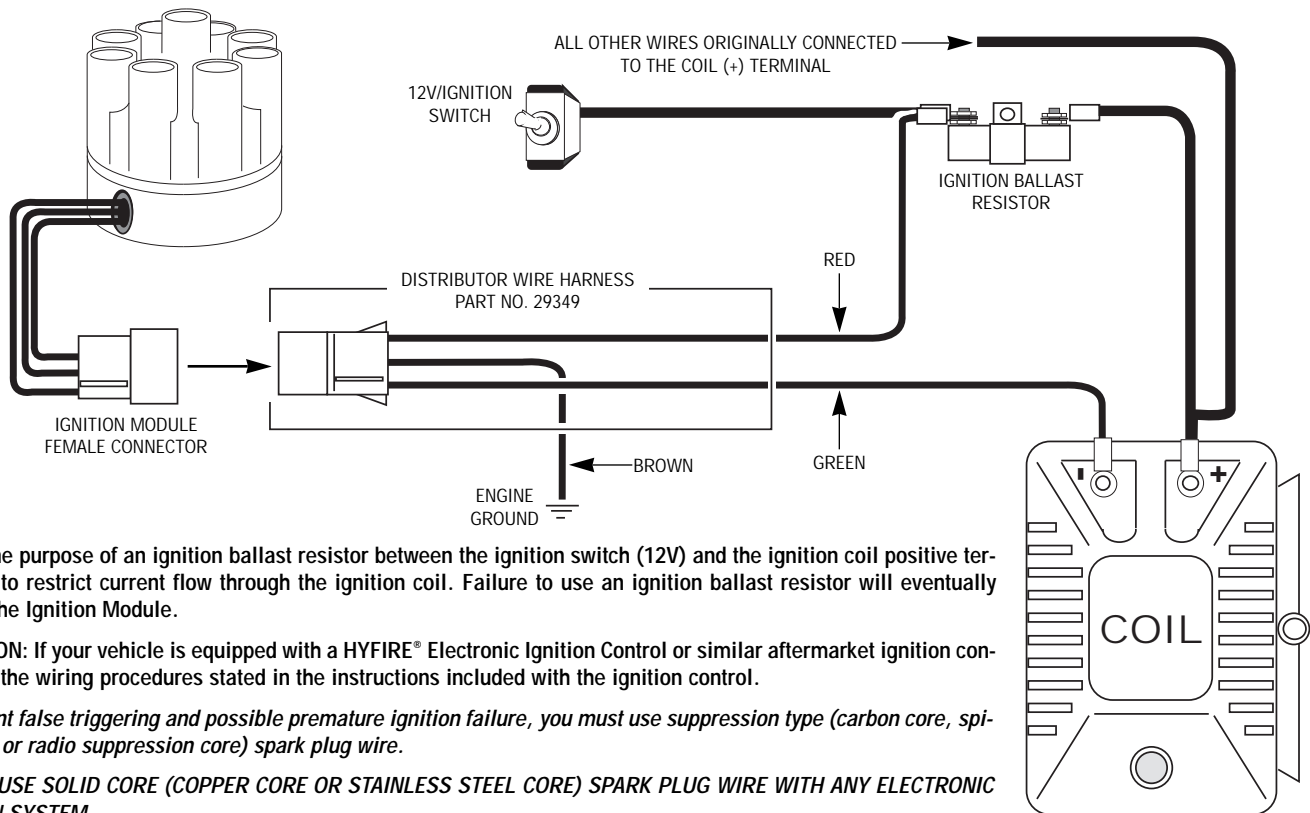 ALL OTHER WIRES ORIGINALLY CONNECTED
TO THE COIL (+) TERMINAL
12V/IGNITION
SWITCH
IGNITION BALLAST
RESISTOR
RED
DISTRIBUTOR WIRE HARNESS
PART NO. 29349
IGNITION MODULE
FEMALE CONNECTOR
BROWN
GREEN
ENGINE
GROUND
- +
COIL
purpose of an ignition ballast resistor between the ignition switch (12V) and the ignition coil positive ter-
to restrict current flow through the ignition coil. Failure to use an ignition ballast resistor will eventually
the Ignition Module.
ON: If your vehicle is equipped with a HYFIRE® Electronic Ignition Control or similar aftermarket ignition con-
the wiring procedures stated in the instructions included with the ignition control.
nt false triggering and possible premature ignition failure, you must use suppression type (carbon core, spi-
or radio suppression core) spark plug wire.
USE SOLID CORE (COPPER CORE OR STAINLESS STEEL CORE) SPARK PLUG WIRE WITH ANY ELECTRONIC
SYSTEM